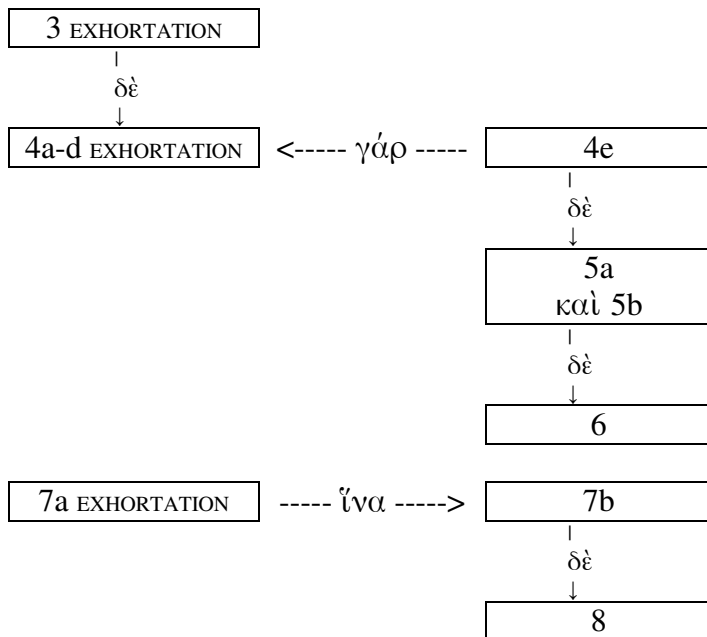 3 EXHORTATION
δὲ
4a-d EXHORTATION <----- γάρ ----- 4e
δὲ
5a
καὶ 5b
δὲ
6
7a EXHORTATION ----- ἵνα -----> 7b
δὲ
8